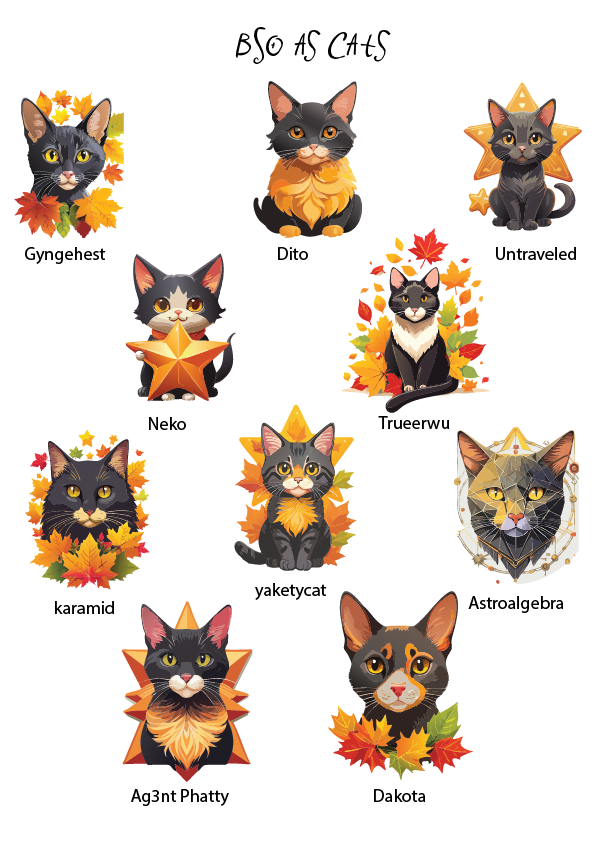 BSO AS CATS
Gyngehest
Dito
Untraveled
Neko
Trueerwu
karamid
yaketycat
Astroalgebra
Ag3nt Phatty
Dakota